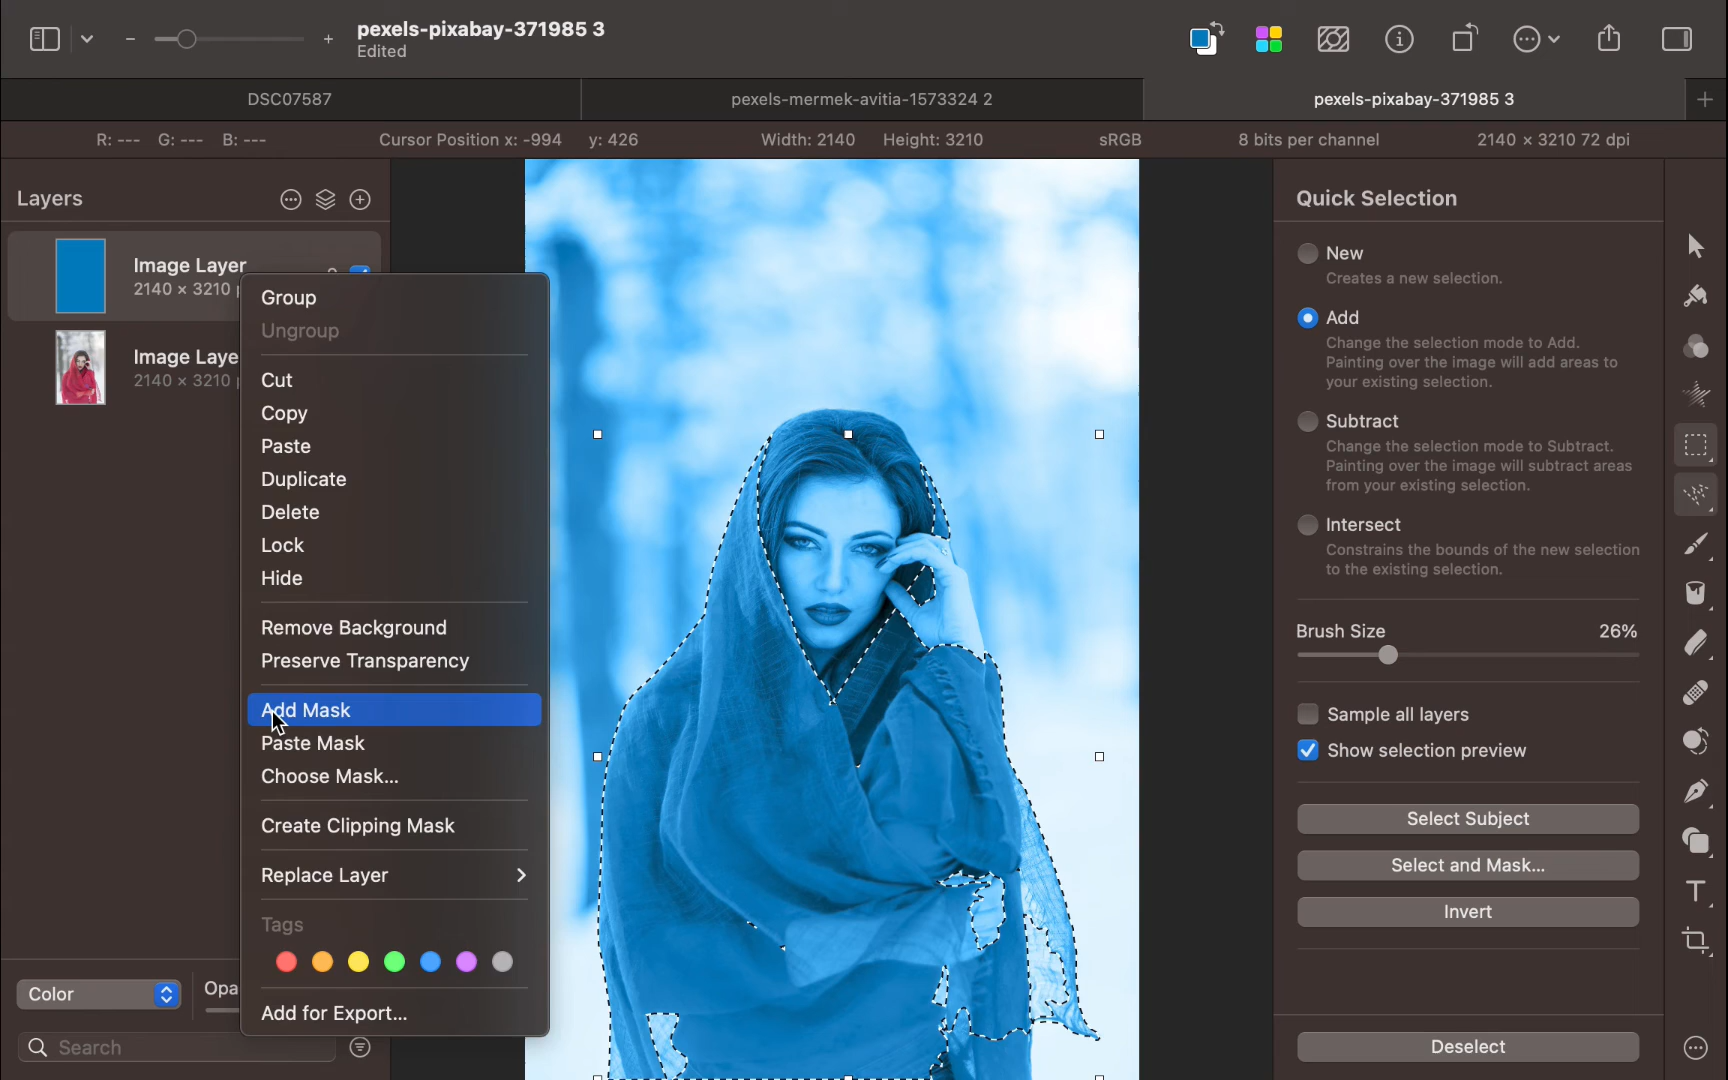 pexels-pixabay-371985 3
Edited
DSC07587
pexels-mermek-avitia-1573324 2
pexels-pixabay-371985 3
R: --- G: --- B: ---
Cursor Position x: -994 y: 426
Width: 2140 Height: 3210
sRGB
8 bits per channel
2140 × 3210 72 dpi
Layers
Image Layer
2140 × 3210 p
Image Laye
2140 × 3210 p
Group
Ungroup
Cut
Copy
Paste
Duplicate
Delete
Lock
Hide
Remove Background
Preserve Transparency
Add Mask
Paste Mask
Choose Mask...
Create Clipping Mask
Replace Layer
Tags
Add for Export...
Color
Opa
Search
Quick Selection
New
Creates a new selection.
Add
Change the selection mode to Add.
Painting over the image will add areas to
your existing selection.
Subtract
Change the selection mode to Subtract.
Painting over the image will subtract areas
from your existing selection.
Intersect
Constrains the bounds of the new selection
to the existing selection.
Brush Size 26%
Sample all layers
Show selection preview
Select Subject
Select and Mask...
Invert
Deselect